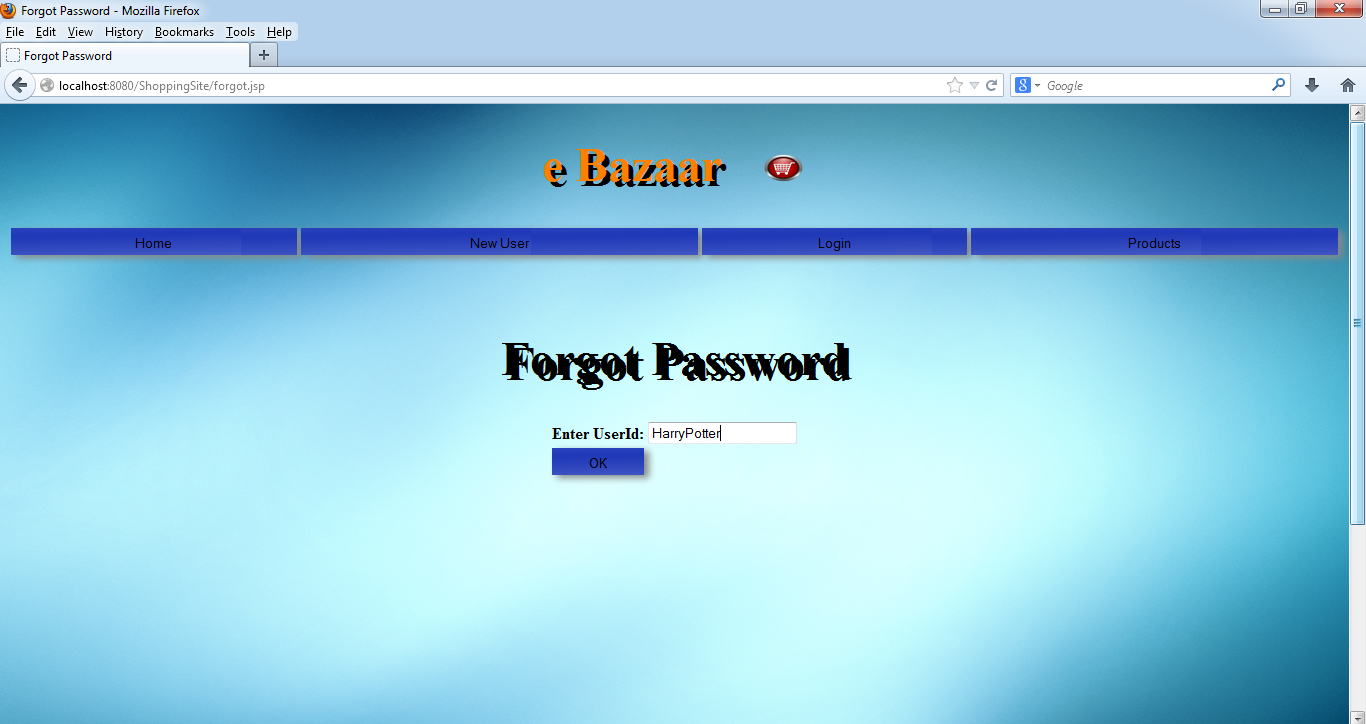 Forgot Password - Mozilla Firefox
File Edit View History Bookmarks Tools Help
Forgot Password
localhost:8080/ShoppingSite/forgot.jsp
Google
e Bazaar
Home New User Login Products
Forgot Password
Enter UserId: HarryPotter
OK